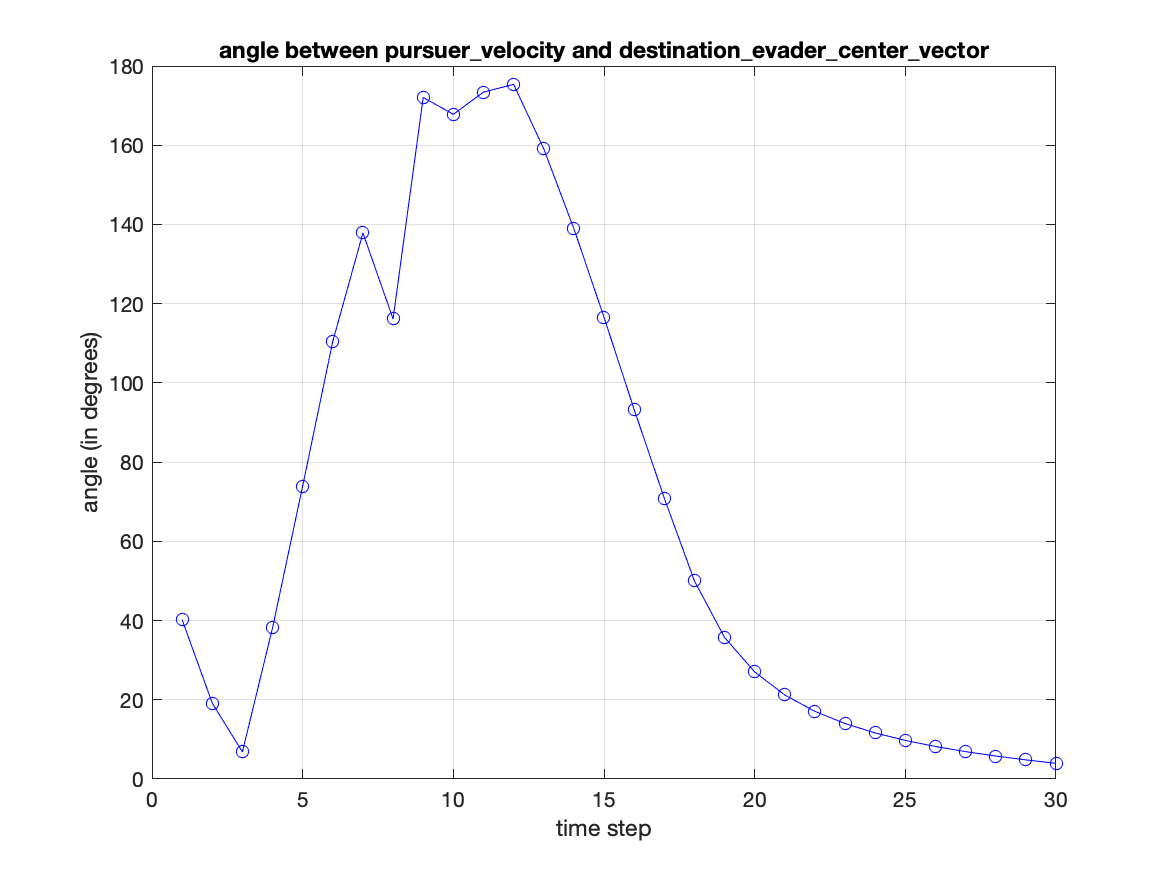 angle between pursuer_velocity and destination_evader_center_vector
180
160
140
120
100
80
60
40
20
0
angle (in degrees)
0 5 10 15 20 25 30
time step